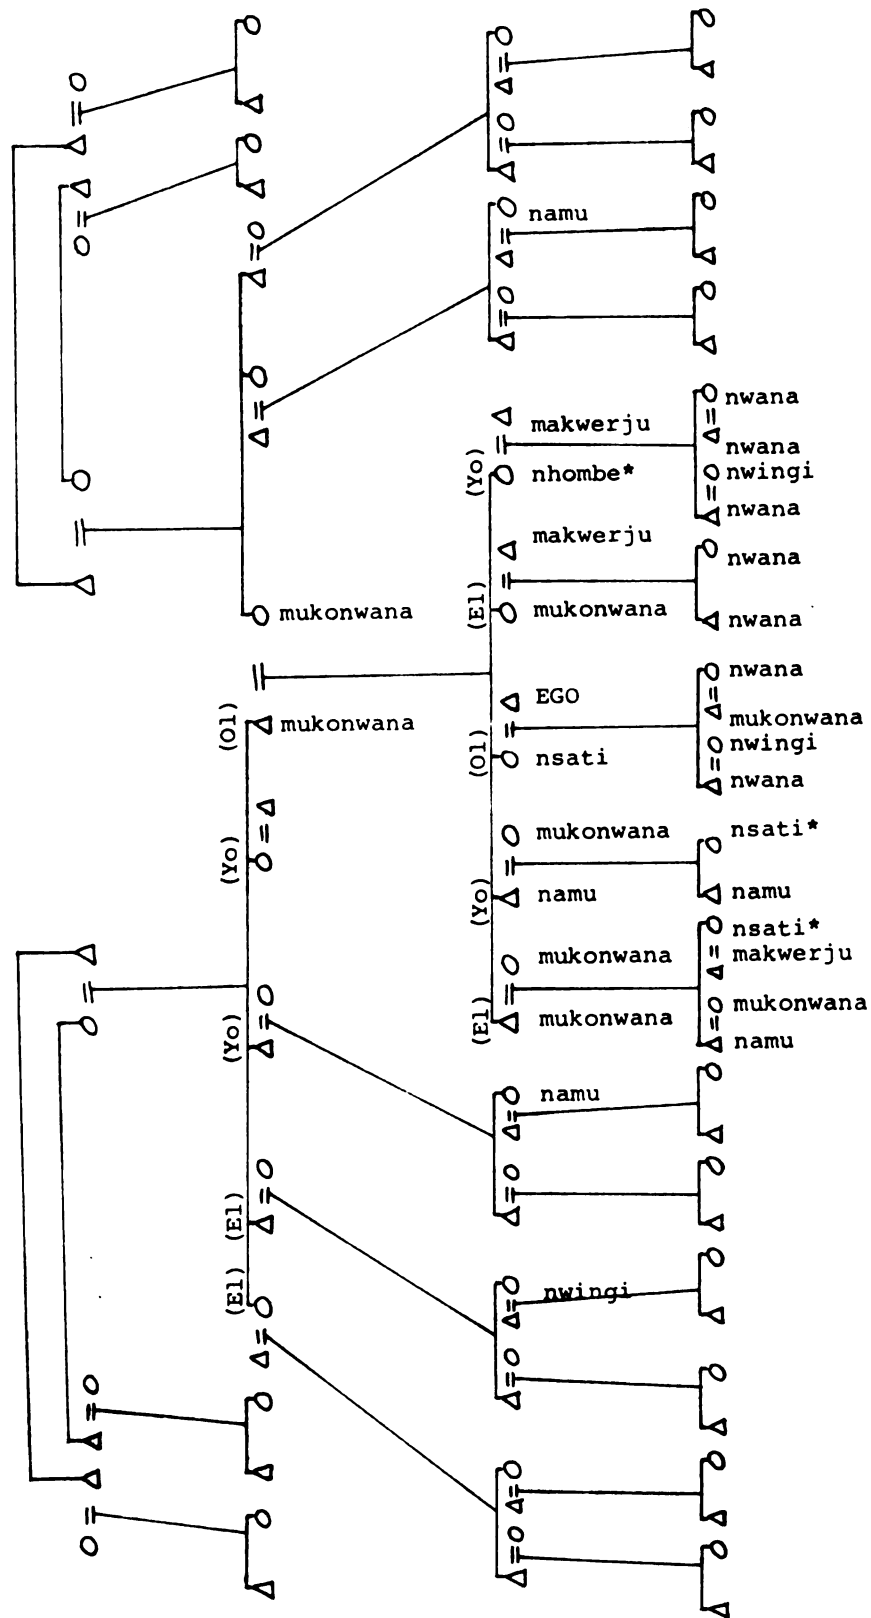 namu
makwerju
nwana
(Yo)
nhombe*
nwana
nwingi
nwana
makwerju
nwana
(El)
mukonwana
mukonwana
nwana
EGO
nwana
mukonwana
(Ol)
mukonwana
(Ol)
nsati
nwingi
nwana
(Yo)
mukonwana
nsati*
(Yo)
namu
namu
mukonwana
nsati*
makwerju
(Yo)
(El)
mukonwana
mukonwana
namu
namu
(El)
(El)
nwingi